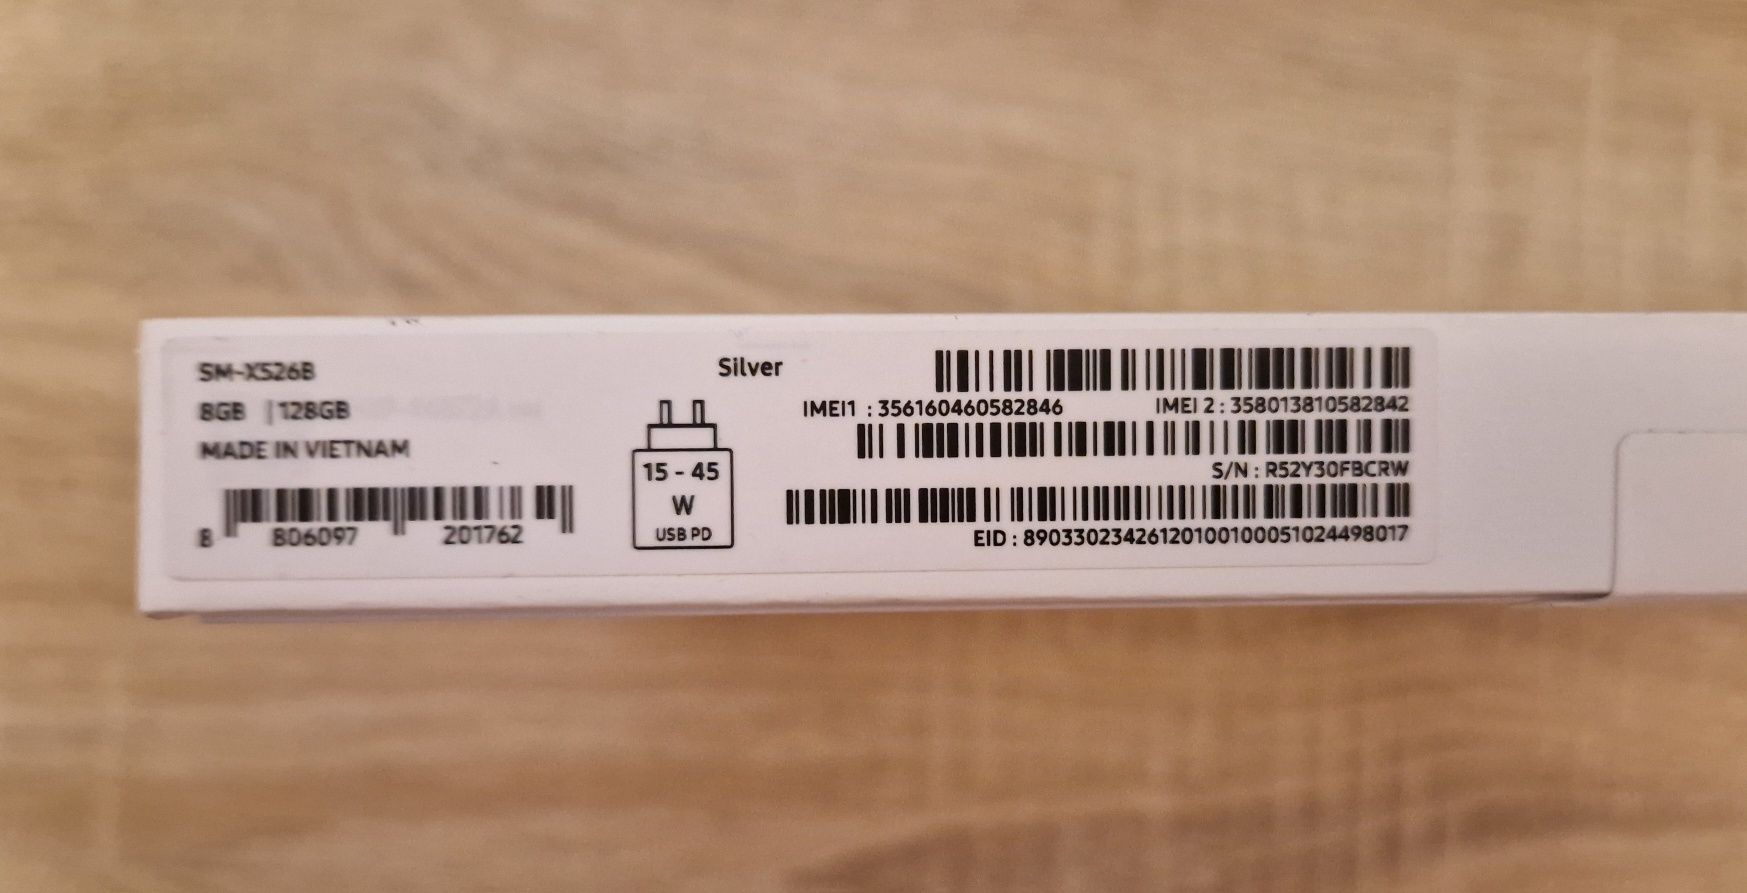 SM-X526B
8GB | 128GB
MADE IN VIETNAM
8 806097 201762
Silver
15 - 45
W
USB PD
IMEI1 : 356160460582846 IMEI 2 : 358013810582842
S/N : R52Y30FBCRW
EID : 89033023426120100100051024498017